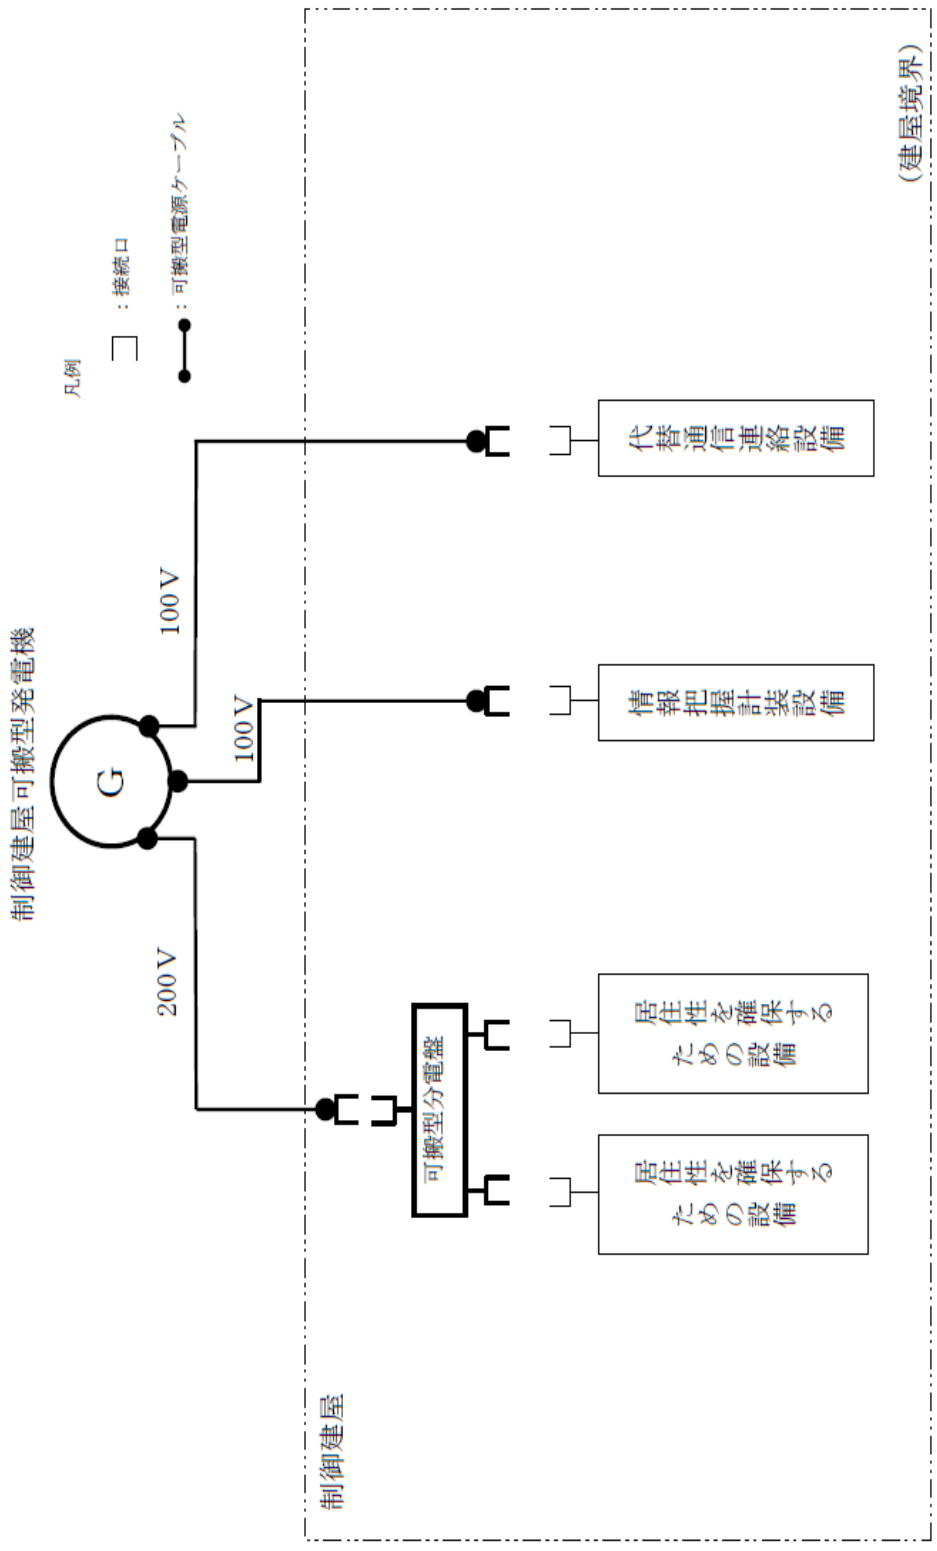 制御建屋可搬型発電機
G
凡例
：接続口
：可搬型電源ケーブル
200V
100V
100V
制御建屋
可搬型分電盤
居住性を確保する
ための設備
居住性を確保する
ための設備
情報把握計装設備
代替通信連絡設備
(建屋境界)